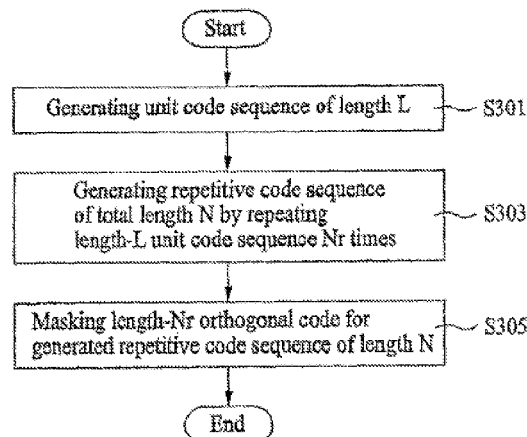 Start
Generating unit code sequence of length L
S301
Generating repetitive code sequence
of total length N by repeating
length-L unit code sequence Nr times
S303
Masking length-Nr orthogonal code for
generated repetitive code sequence of length N
S305
End